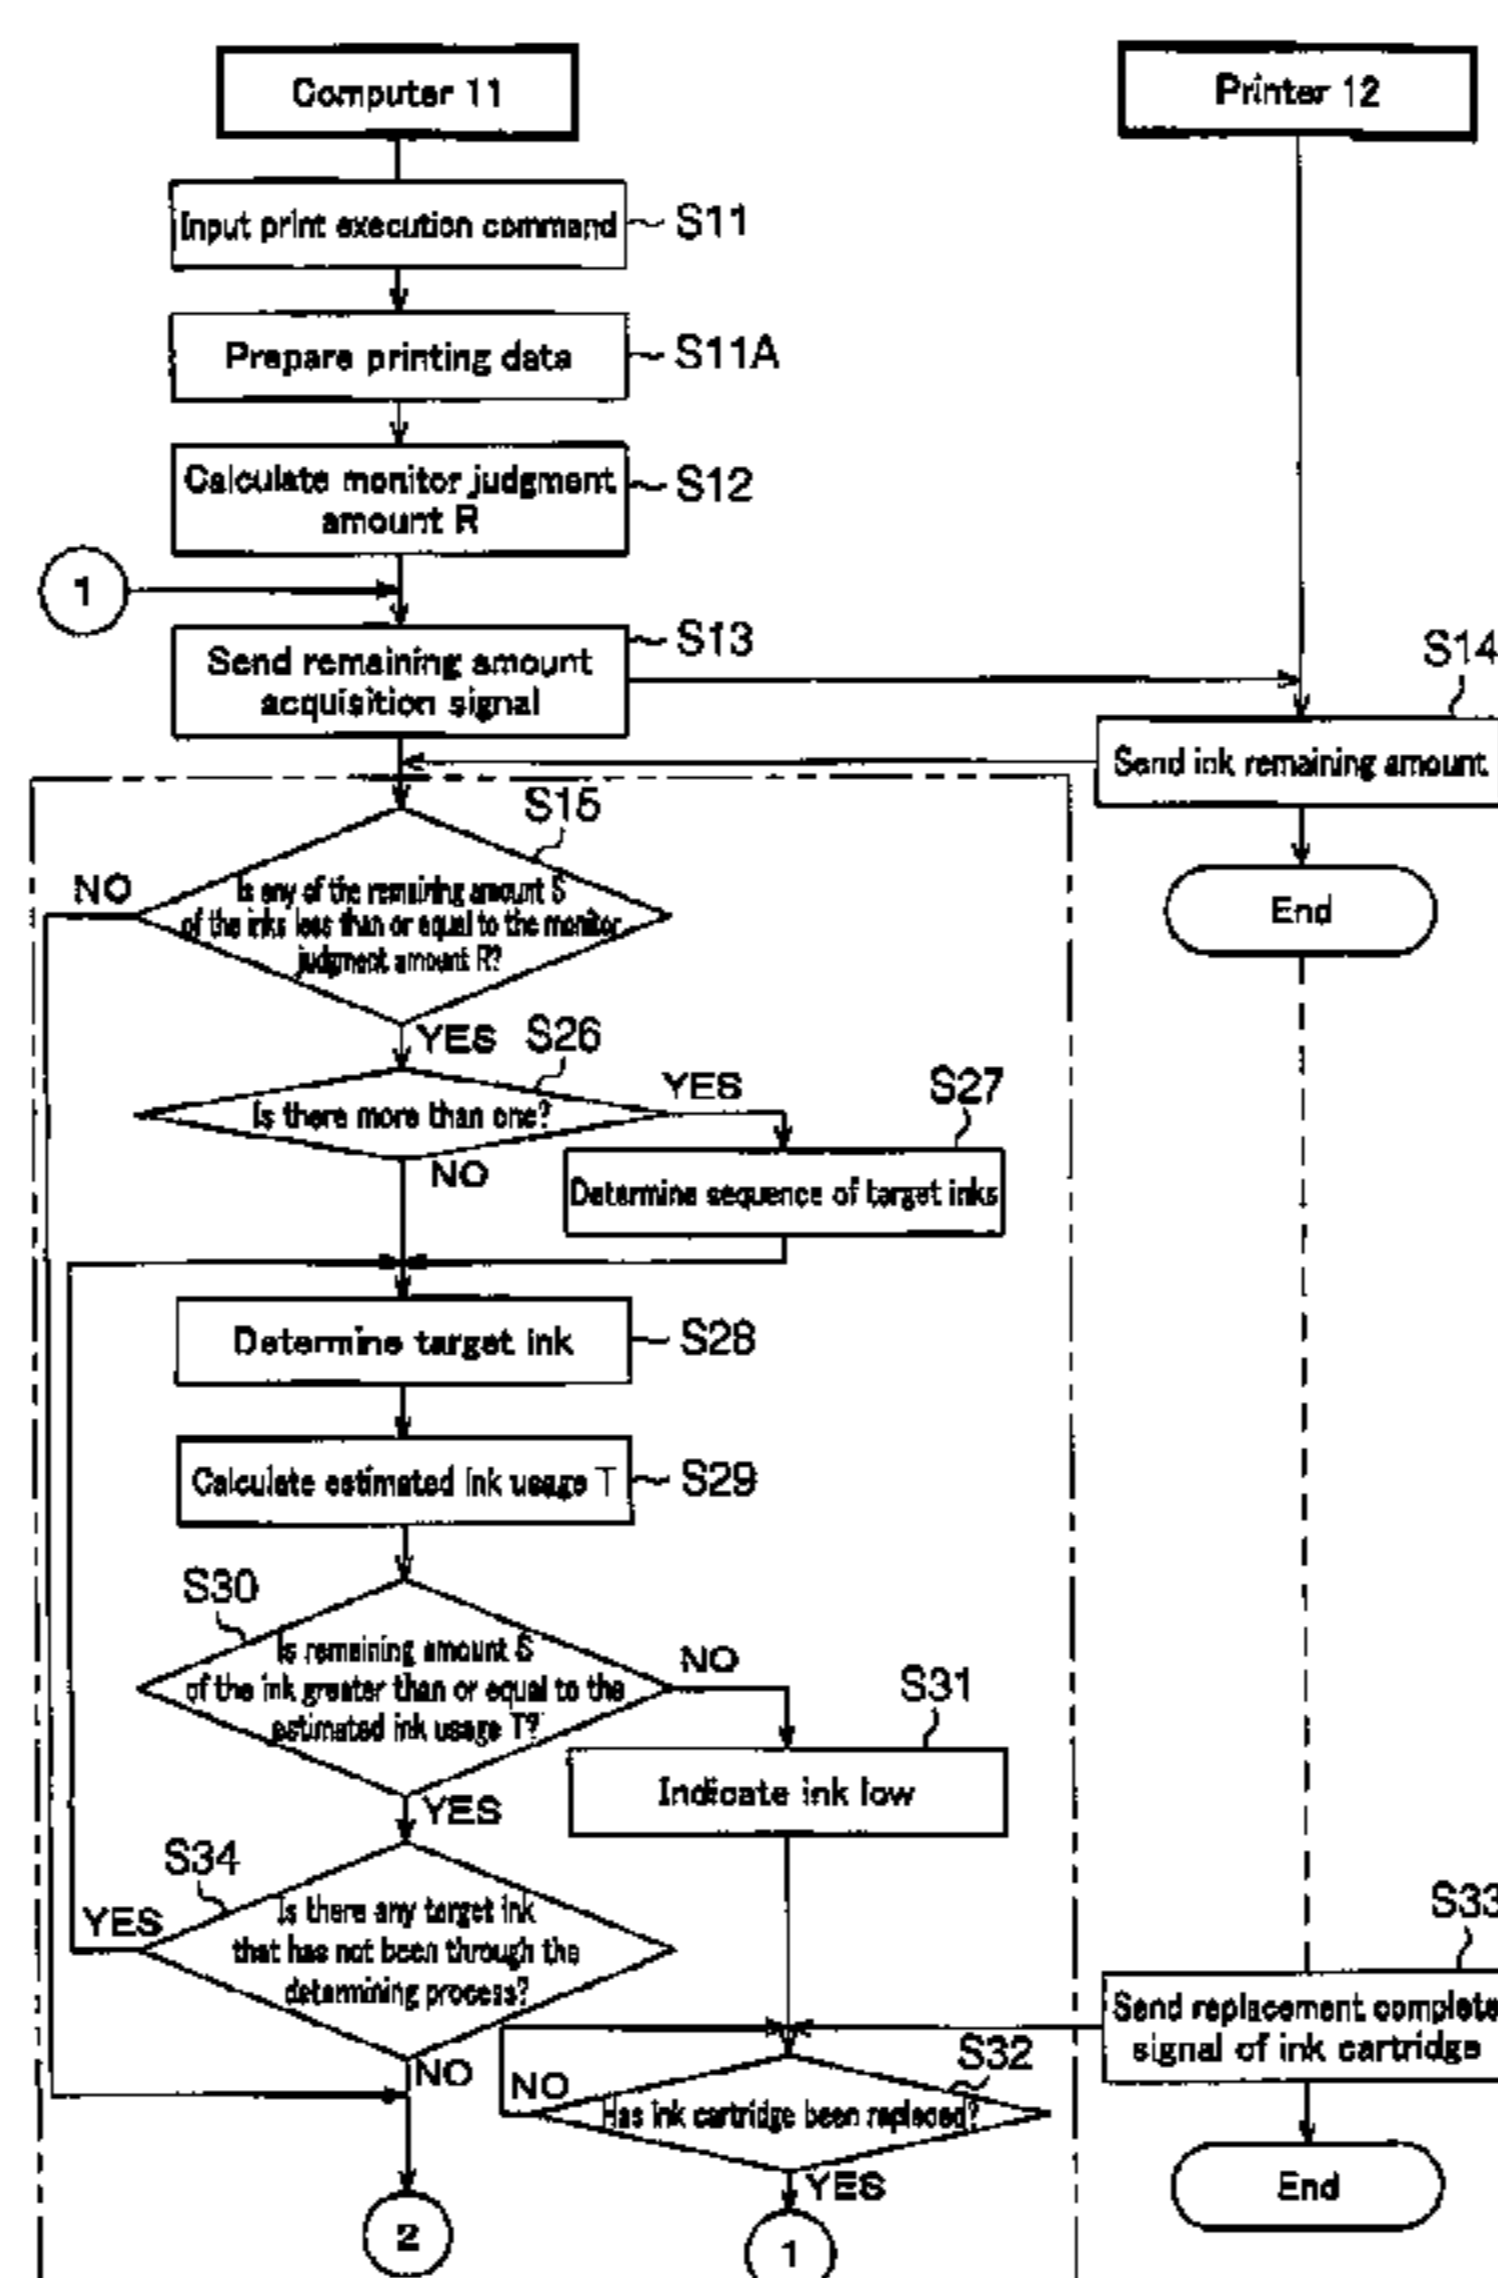 Computer 11
Printer 12
Input print execution command
S11
Prepare printing data
S11A
Calculate monitor judgment
amount R
S12
1
Send remaining amount
acquisition signal
S13
S14
Send ink remaining amount
End
S15
NO
Is any of the remaining amount S
of the inks less than or equal to the monitor
judgment amount R?
YES
S26
Is there more than one?
YES
NO
S27
Determine sequence of target inks
Determine target ink
S28
Calculate estimated ink usage T
S29
S30
Is remaining amount S
of the ink greater than or equal to the
estimated ink usage T?
NO
YES
S31
Indicate ink low
S34
YES
Is there any target ink
that has not been through the
determining process?
NO
S33
Send replacement complete
signal of ink cartridge
S32
NO
Has ink cartridge been replaced?
YES
End
2
1